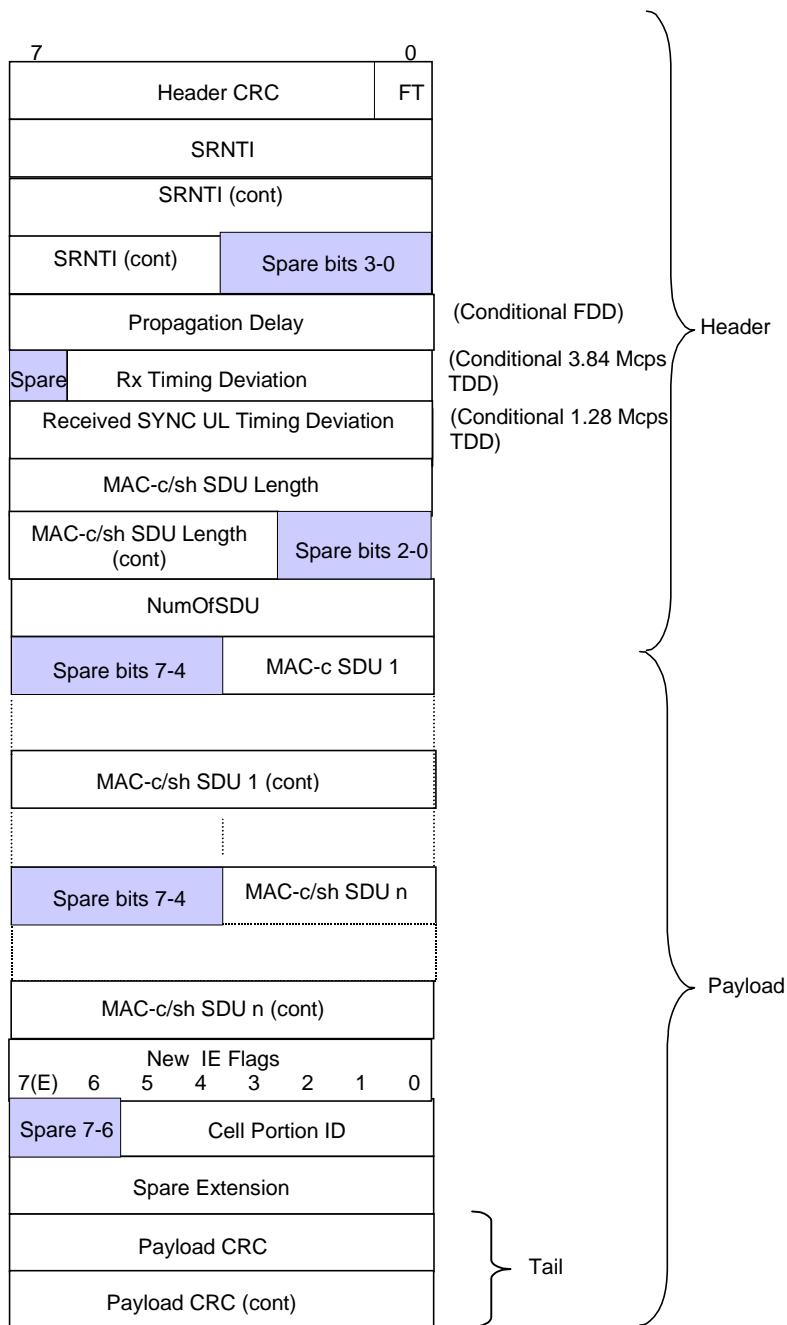 7 0
Header CRC FT
SRNTI
SRNTI (cont)
SRNTI (cont) Spare bits 3-0
Propagation Delay (Conditional FDD)
Header
Spare Rx Timing Deviation (Conditional 3.84 Mcps
TDD)
Received SYNC UL Timing Deviation (Conditional 1.28 Mcps
TDD)
MAC-c/sh SDU Length
MAC-c/sh SDU Length
(cont) Spare bits 2-0
NumOfSDU
Spare bits 7-4 MAC-c SDU 1
MAC-c/sh SDU 1 (cont)
Spare bits 7-4 MAC-c/sh SDU n
Payload
MAC-c/sh SDU n (cont)
New IE Flags
7(E) 6 5 4 3 2 1 0
Spare 7-6 Cell Portion ID
Spare Extension
Payload CRC
Tail
Payload CRC (cont)